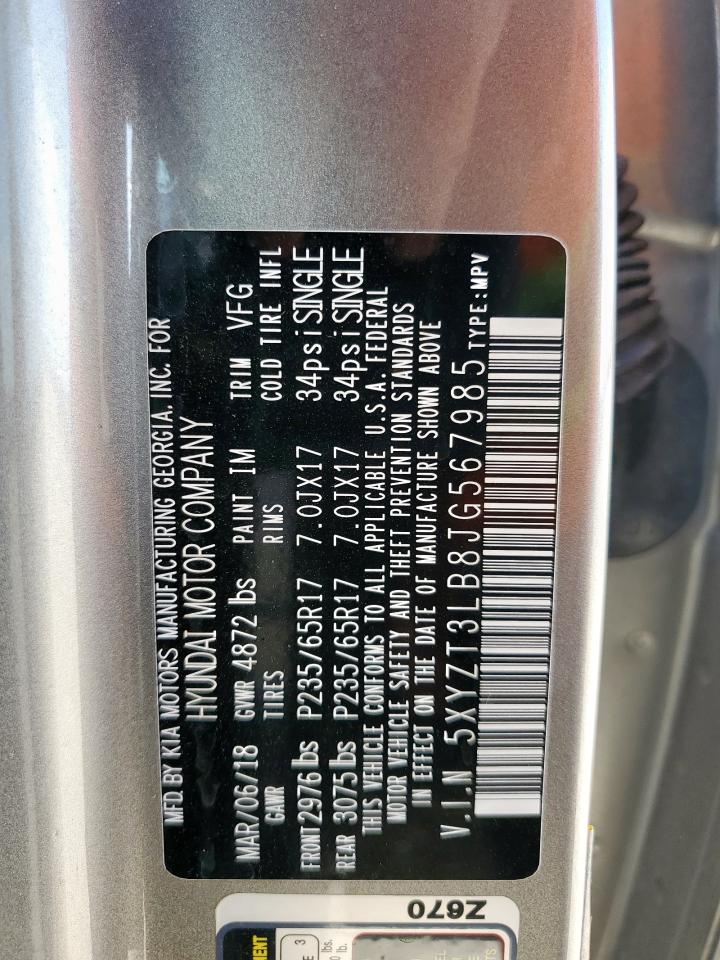 MFD BY KIA MOTORS MANUFACTURING GEORGIA, INC. FOR
HYUNDAI MOTOR COMPANY
MAR/06/18 GVWR 4872 lbs PAINT IM TRIM VFG
GAWR TIRES RIMS COLD TIRE INFL
FRONT 2976 lbs P235/65R17 7.0JX17 34psi SINGLE
REAR 3075 lbs P235/65R17 7.0JX17 34psi SINGLE
THIS VEHICLE CONFORMS TO ALL APPLICABLE U.S.A. FEDERAL
MOTOR VEHICLE SAFETY AND THEFT PREVENTION STANDARDS
IN EFFECT ON THE DATE OF MANUFACTURE SHOWN ABOVE
V.I.N 5XYZT3LB8JG567985 TYPE:MPV
Z670
3
lbs.
lb.